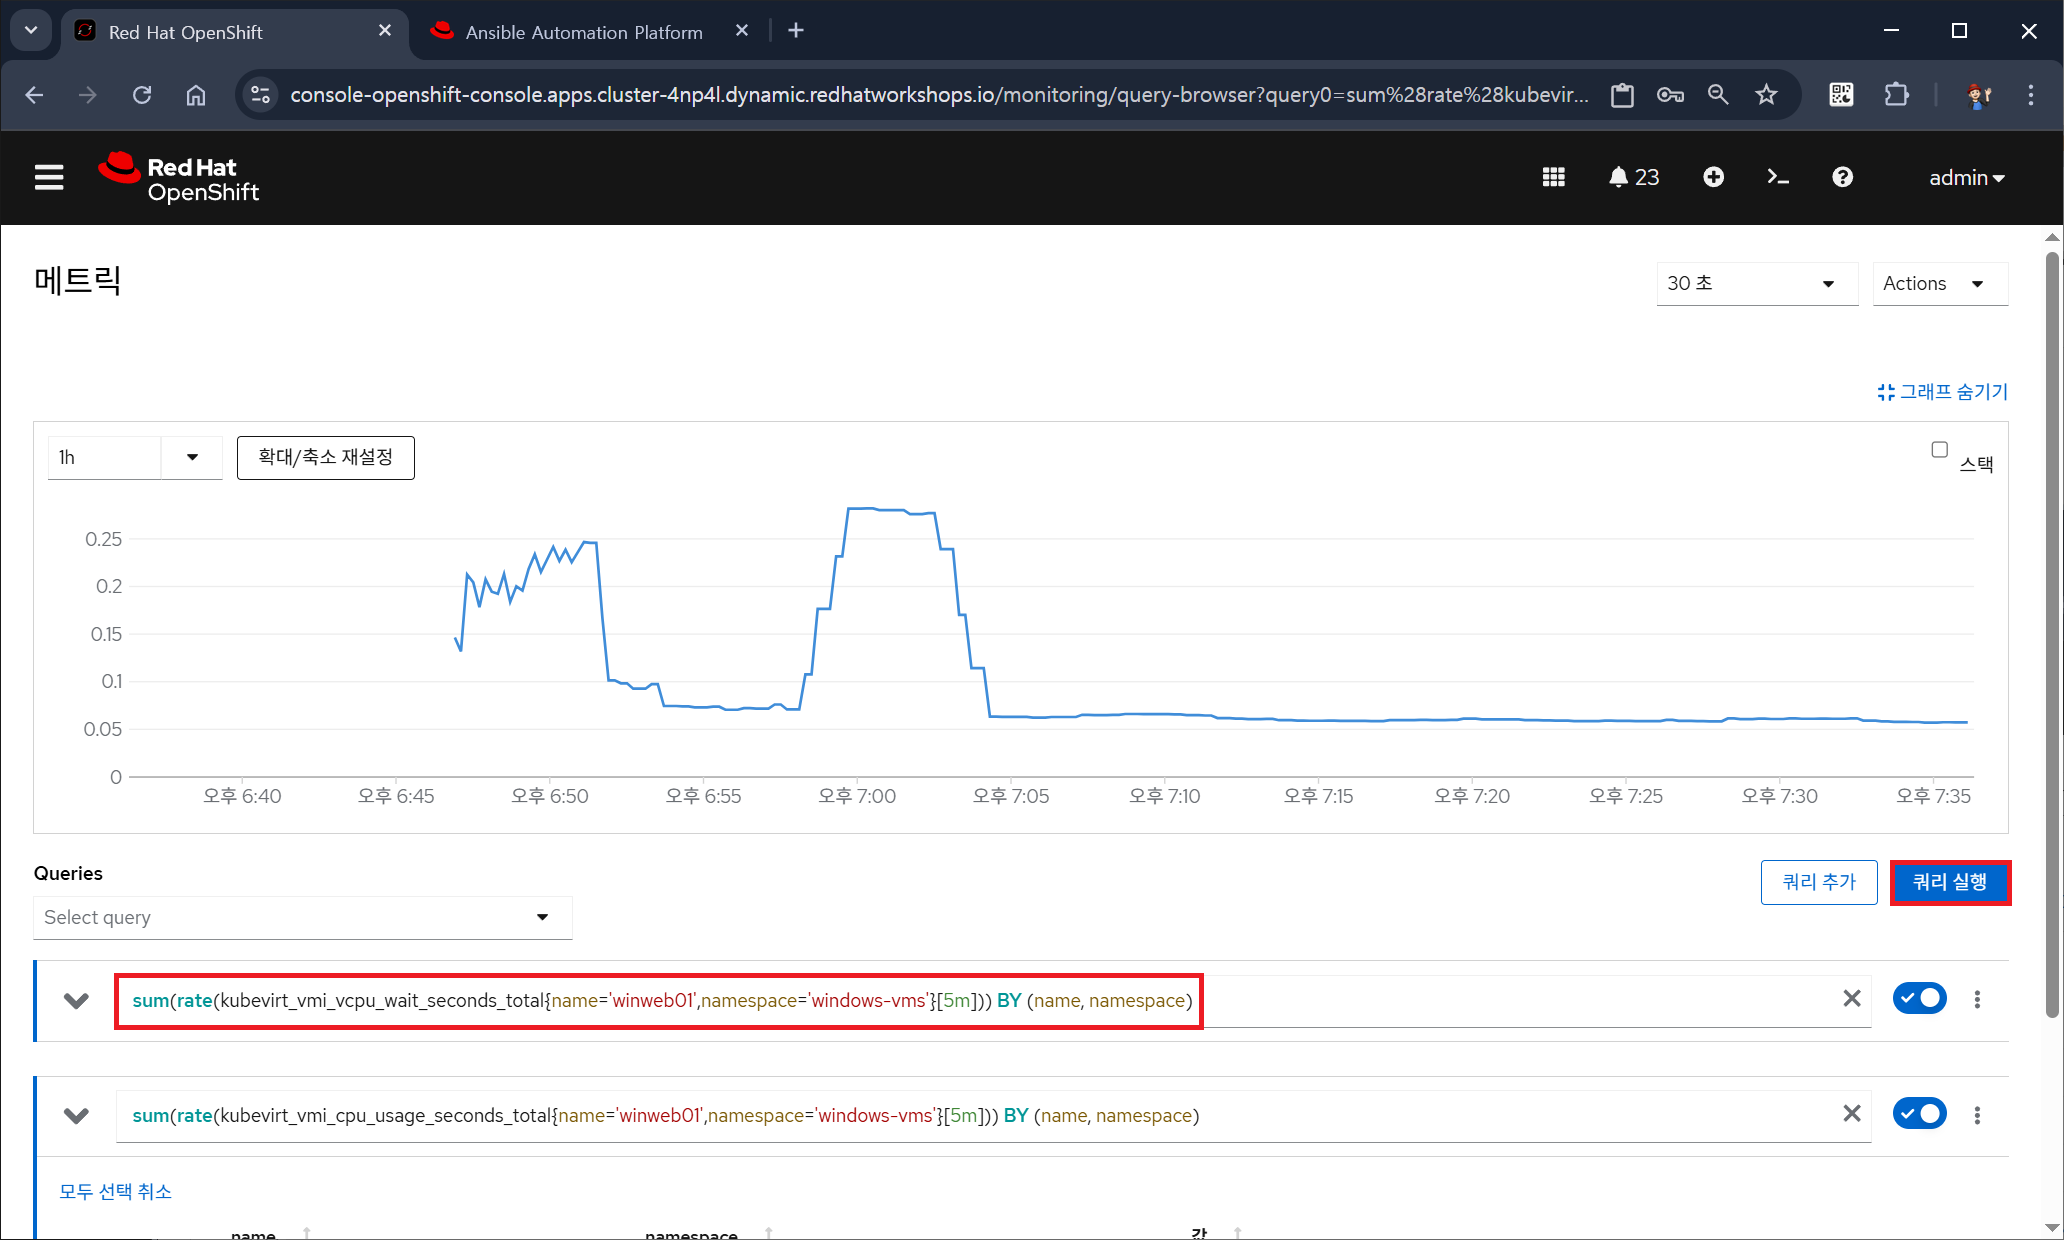 Red Hat OpenShift
Ansible Automation Platform
console-openshift-console.apps.cluster-4np4l.dynamic.redhatworkshops.io/monitoring/query-browser?query0=sum%28rate%28kubevir...
Red Hat
OpenShift
23
admin
메트릭
30 초
Actions
그래프 숨기기
1h
확대/축소 재설정
스택
0.25
0.2
0.15
0.1
0.05
0
오후 6:40
오후 6:45
오후 6:50
오후 6:55
오후 7:00
오후 7:05
오후 7:10
오후 7:15
오후 7:20
오후 7:25
오후 7:30
오후 7:35
Queries
쿼리 추가
쿼리 실행
Select query
sum(rate(kubevirt_vmi_vcpu_wait_seconds_total{name='winweb01',namespace='windows-vms'}[5m])) BY (name, namespace)
sum(rate(kubevirt_vmi_cpu_usage_seconds_total{name='winweb01',namespace='windows-vms'}[5m])) BY (name, namespace)
모두 선택 취소
name
namespace
값